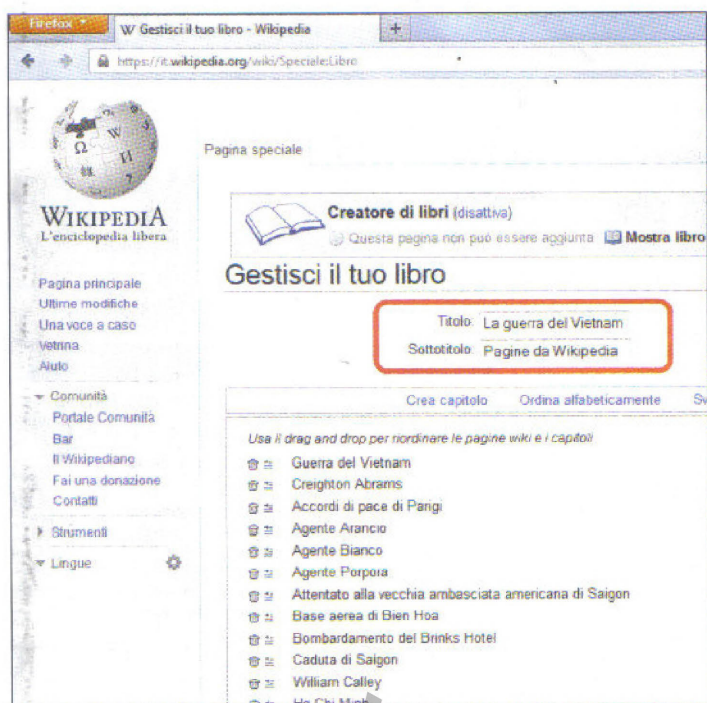 Firefox
W Gestisci il tuo libro - Wikipedia
+
https://it.wikipedia.org/wiki/Speciale:Libro
Ω W И
WIKIPEDIA
L'enciclopedia libera
Pagina principale
Ultime modifiche
Una voce a caso
Vetrina
Aiuto
Comunità
Portale Comunità
Bar
Il Wikipediano
Fai una donazione
Contatti
Strumenti
Lingue
Pagina speciale
Creatore di libri (disattiva)
Questa pagina non può essere aggiunta Mostra libro
Gestisci il tuo libro
Titolo: La guerra del Vietnam
Sottotitolo: Pagine da Wikipedia
Crea capitolo Ordina alfabeticamente Sv
Usa il drag and drop per riordinare le pagine wiki e i capitoli
Guerra del Vietnam
Creighton Abrams
Accordi di pace di Parigi
Agente Arancio
Agente Bianco
Agente Porpora
Attentato alla vecchia ambasciata americana di Saigon
Base aerea di Bien Hoa
Bombardamento del Brinks Hotel
Caduta di Saigon
William Calley
Ho Chi Minh